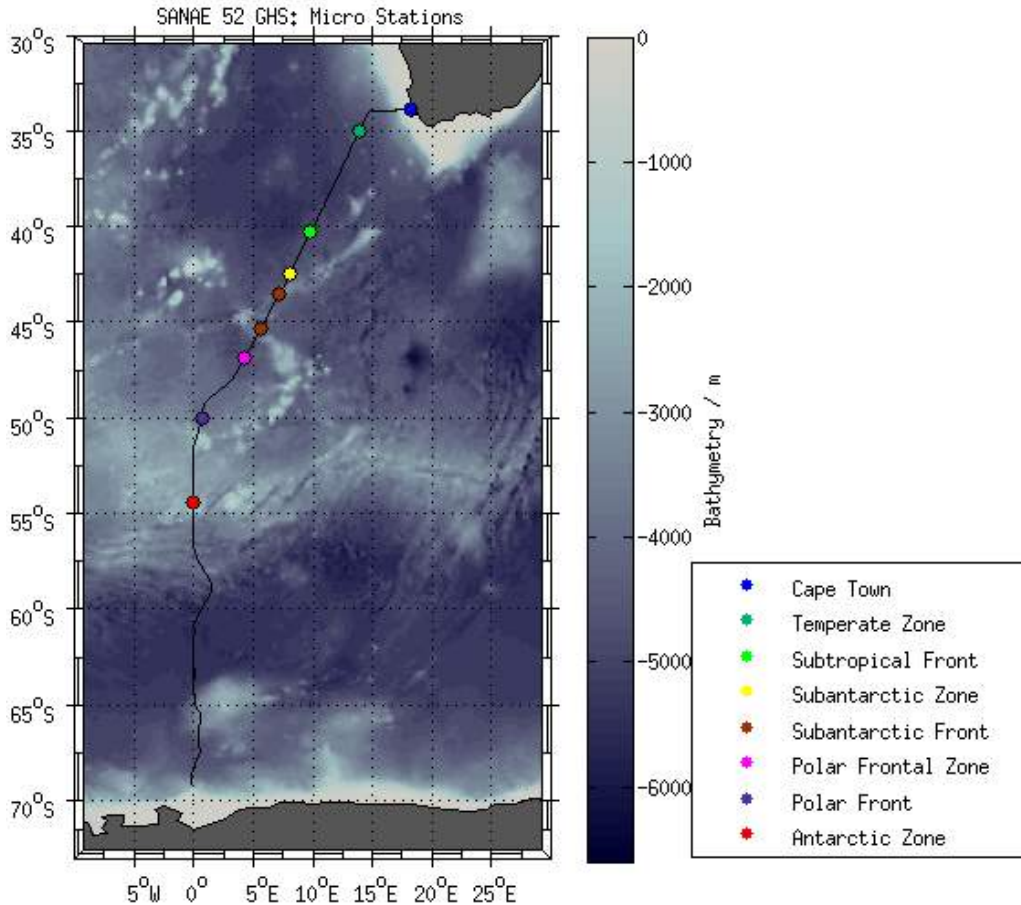 SANAE 52 GHS: Micro Stations
30°S
35°S
40°S
45°S
50°S
55°S
60°S
65°S
70°S
5°W 0° 5°E 10°E 15°E 20°E 25°E
0
-1000
-2000
-3000
-4000
-5000
-6000
Bathymetry / m
Cape Town
Temperate Zone
Subtropical Front
Subantarctic Zone
Subantarctic Front
Polar Frontal Zone
Polar Front
Antarctic Zone